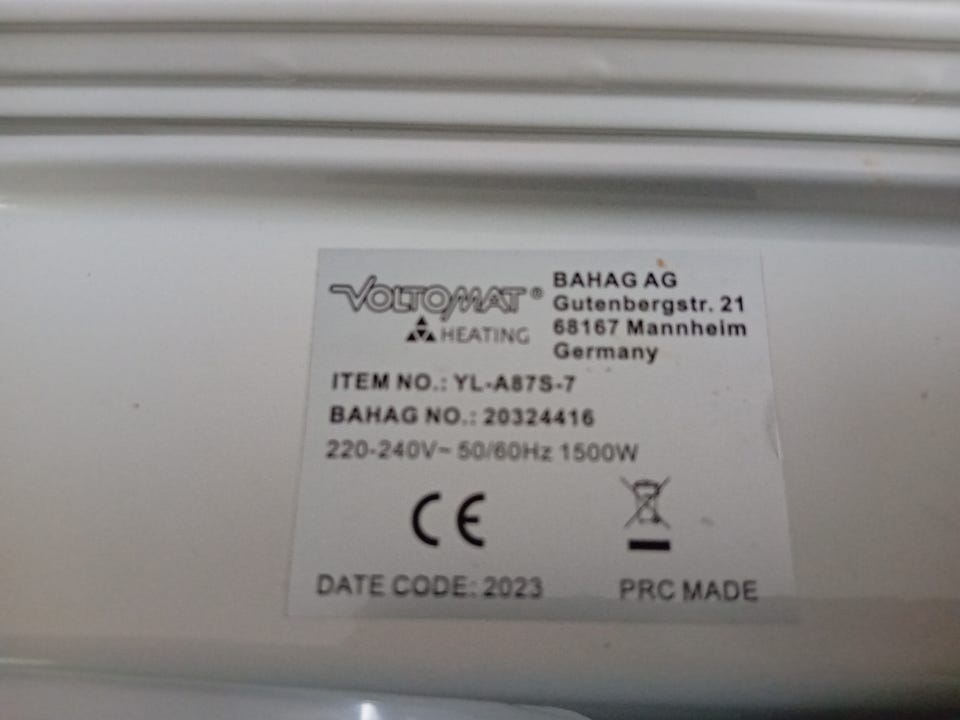 VOLTOMAT®
HEATING
BAHAG AG
Gutenbergstr. 21
68167 Mannheim
Germany
ITEM NO.: YL-A87S-7
BAHAG NO.: 20324416
220-240V~ 50/60Hz 1500W
CE
DATE CODE: 2023 PRC MADE